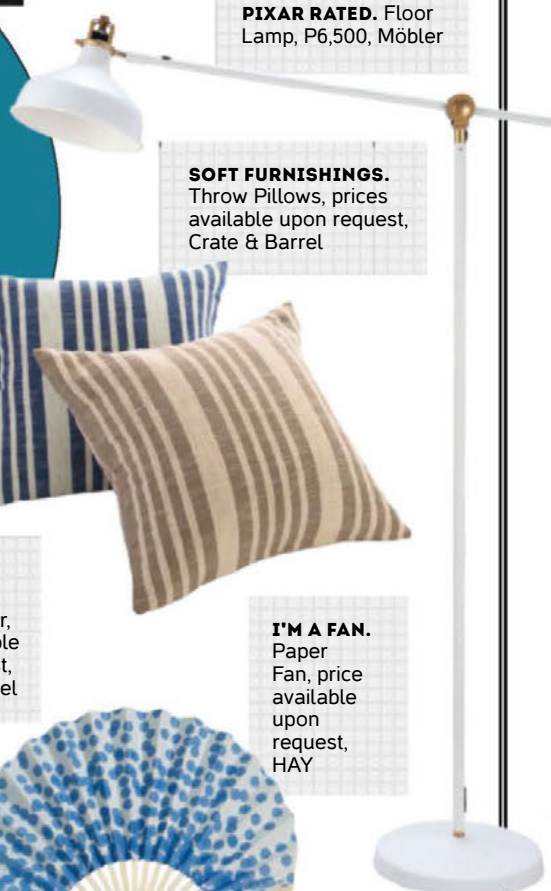 PIXAR RATED. Floor
Lamp, P6,500, Möbler
SOFT FURNISHINGS.
Throw Pillows, prices
available upon request,
Crate & Barrel
I'M A FAN.
Paper
Fan, price
available
upon
request,
HAY